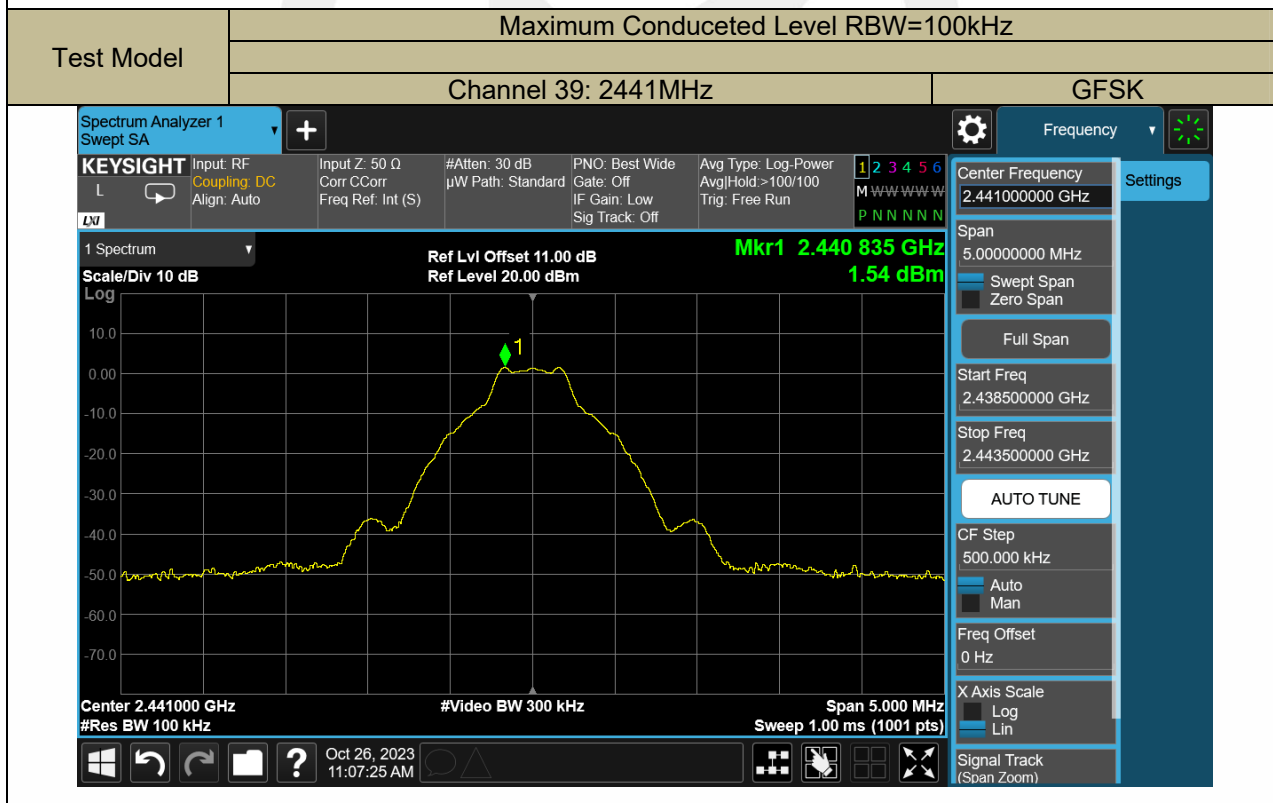 Test Model
Maximum Conduceted Level RBW=100kHz
Channel 39: 2441MHz
GFSK
Spectrum Analyzer 1
Swept SA
Frequency
KEYSIGHT
L
LXI
Input: RF
Coupling: DC
Align: Auto
Input Z: 50 Ω
Corr CCorr
Freq Ref: Int (S)
#Atten: 30 dB
µW Path: Standard
PNO: Best Wide
Gate: Off
IF Gain: Low
Sig Track: Off
Avg Type: Log-Power
Avg|Hold:>100/100
Trig: Free Run
1 2 3 4 5 6
M W W W W W
P N N N N N
1 Spectrum
Scale/Div 10 dB
Log
Ref Lvl Offset 11.00 dB
Ref Level 20.00 dBm
Mkr1 2.440 835 GHz
1.54 dBm
1
10.0
0.00
-10.0
-20.0
-30.0
-40.0
-50.0
-60.0
-70.0
Center 2.441000 GHz
#Res BW 100 kHz
#Video BW 300 kHz
Span 5.000 MHz
Sweep 1.00 ms (1001 pts)
Center Frequency
2.441000000 GHz
Settings
Span
5.00000000 MHz
Swept Span
Zero Span
Full Span
Start Freq
2.438500000 GHz
Stop Freq
2.443500000 GHz
AUTO TUNE
CF Step
500.000 kHz
Auto
Man
Freq Offset
0 Hz
X Axis Scale
Log
Lin
Signal Track
(Span Zoom)
?
Oct 26, 2023
11:07:25 AM